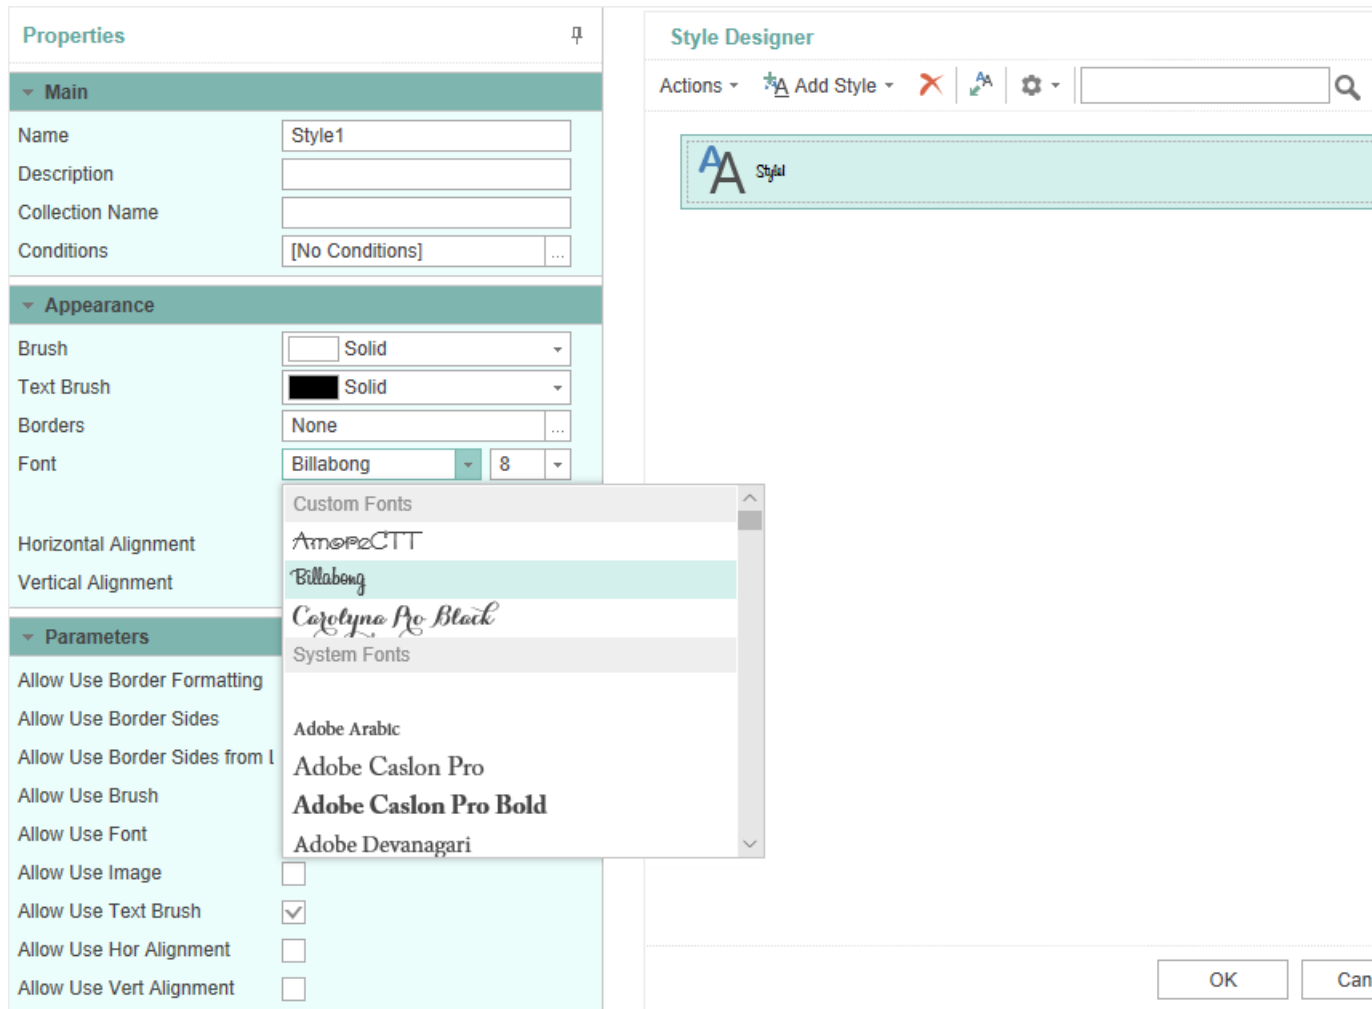 Properties
Main
Name Style1
Description
Collection Name
Conditions [No Conditions] ...
Appearance
Brush Solid
Text Brush Solid
Borders None ...
Font Billabong 8
Custom Fonts
AmoreCTT
Billabong
Carolyna Pro Black
System Fonts
Adobe Arabic
Adobe Caslon Pro
Adobe Caslon Pro Bold
Adobe Devanagari
Horizontal Alignment
Vertical Alignment
Parameters
Allow Use Border Formatting
Allow Use Border Sides
Allow Use Border Sides from
Allow Use Brush
Allow Use Font
Allow Use Image
Allow Use Text Brush
Allow Use Hor Alignment
Allow Use Vert Alignment
Style Designer
Actions Add Style
Style1
OK Can